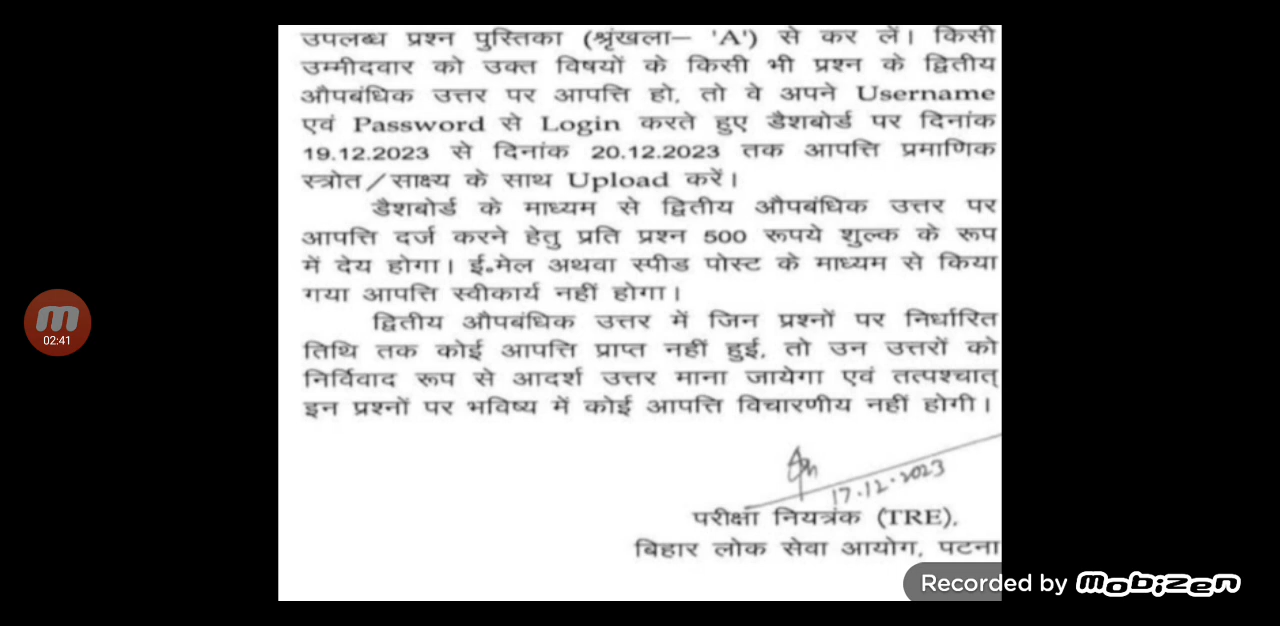 उपलब्ध प्रश्न पुस्तिका (श्रृंखला– 'A') से कर लें। किसी
उम्मीदवार को उक्त विषयों के किसी भी प्रश्न के द्वितीय
औपबंधिक उत्तर पर आपत्ति हो, तो वे अपने Username
एवं Password से Login करते हुए डैशबोर्ड पर दिनांक
19.12.2023 से दिनांक 20.12.2023 तक आपत्ति प्रमाणिक
स्त्रोत/साक्ष्य के साथ Upload करें।
डैशबोर्ड के माध्यम से द्वितीय औपबंधिक उत्तर पर
आपत्ति दर्ज करने हेतु प्रति प्रश्न 500 रूपये शुल्क के रूप
में देय होगा। ई०मेल अथवा स्पीड पोस्ट के माध्यम से किया
गया आपत्ति स्वीकार्य नहीं होगा।
द्वितीय औपबंधिक उत्तर में जिन प्रश्नों पर निर्धारित
तिथि तक कोई आपत्ति प्राप्त नहीं हुई, तो उन उत्तरों को
निर्विवाद रूप से आदर्श उत्तर माना जायेगा एवं तत्पश्चात्
इन प्रश्नों पर भविष्य में कोई आपत्ति विचारणीय नहीं होगी।
17.12.2023
परीक्षा नियत्रंक (TRE),
बिहार लोक सेवा आयोग, पटना
02:41
Recorded by mobizen